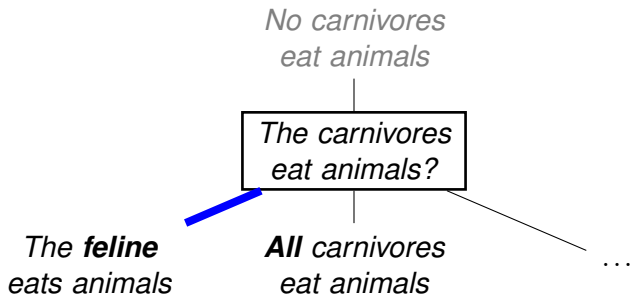 No carnivores
eat animals
The carnivores
eat animals?
The feline
eats animals
All carnivores
eat animals
...